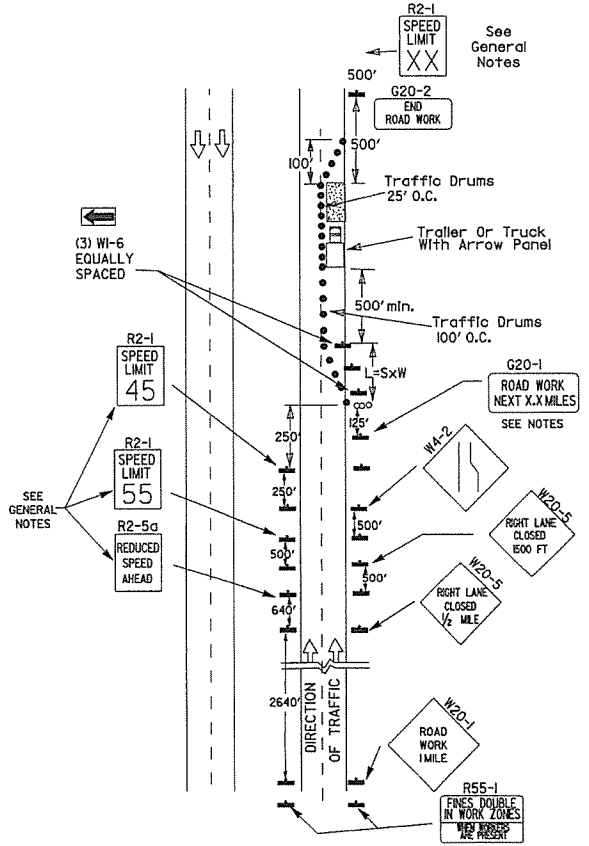 R2-1
SPEED
LIMIT
XX
See
General
Notes
500'
G20-2
END
ROAD WORK
500'
100'
Traffic Drums
25' O.C.
Trailer Or Truck
With Arrow Panel
(3) WI-6
EQUALLY
SPACED
500' min.
Traffic Drums
100' O.C.
R2-1
SPEED
LIMIT
45
L=SxW
G20-1
ROAD WORK
NEXT X.X MILES
SEE NOTES
125'
250'
W4-2
R2-1
SPEED
LIMIT
55
250'
SEE
GENERAL
NOTES
500'
W20-5
RIGHT LANE
CLOSED
1500 FT
R2-5a
REDUCED
SPEED
AHEAD
500'
500'
W20-5
RIGHT LANE
CLOSED
1/2 MILE
640'
2640'
DIRECTION
OF TRAFFIC
W20-1
ROAD
WORK
1 MILE
R55-1
FINES DOUBLE
IN WORK ZONES
WHEN WORKERS
ARE PRESENT